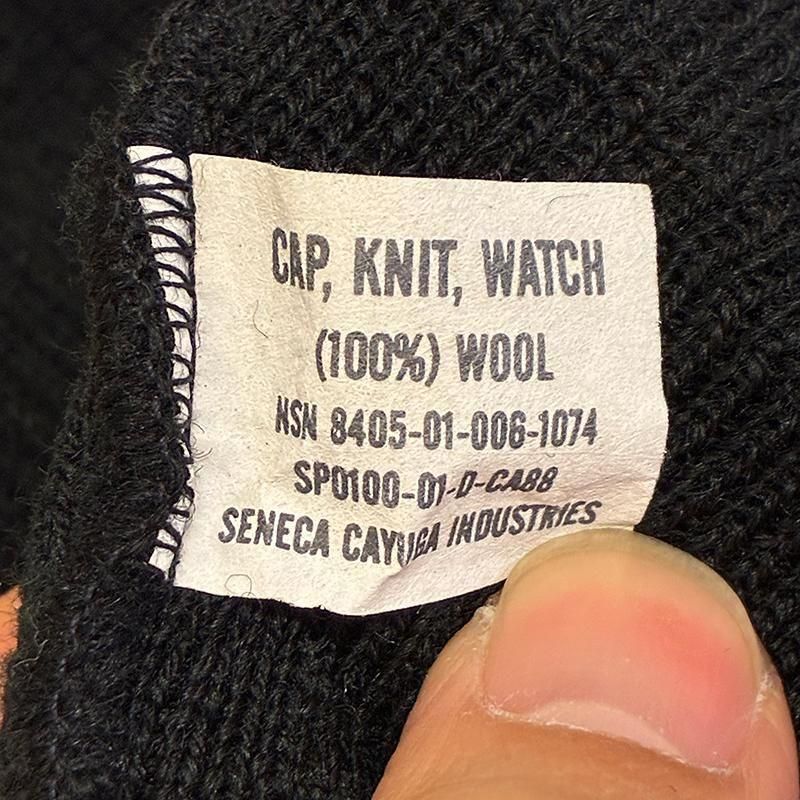 CAP, KNIT, WATCH
(100%) WOOL
NSN 8405-01-006-1074
SP0100-01-D-CA88
SENECA CAYUGA INDUSTRIES